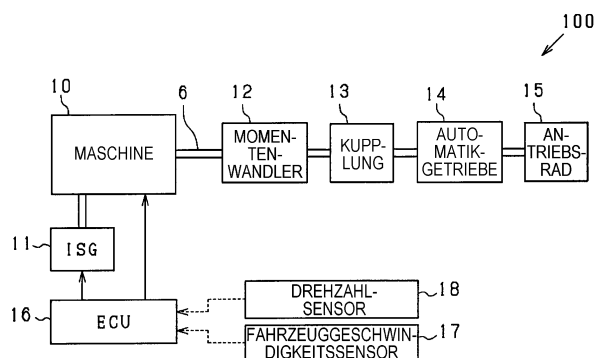 100
10
6
12
13
14
15
MASCHINE
MOMEN-
TEN-
WANDLER
KUPP-
LUNG
AUTO-
MATIK-
GETRIEBE
AN-
TRIEBS-
RAD
11
ISG
16
ECU
DREHZAHL-
SENSOR
18
FAHRZEUGGESCHWIN-
DIGKEITSSENSOR
17